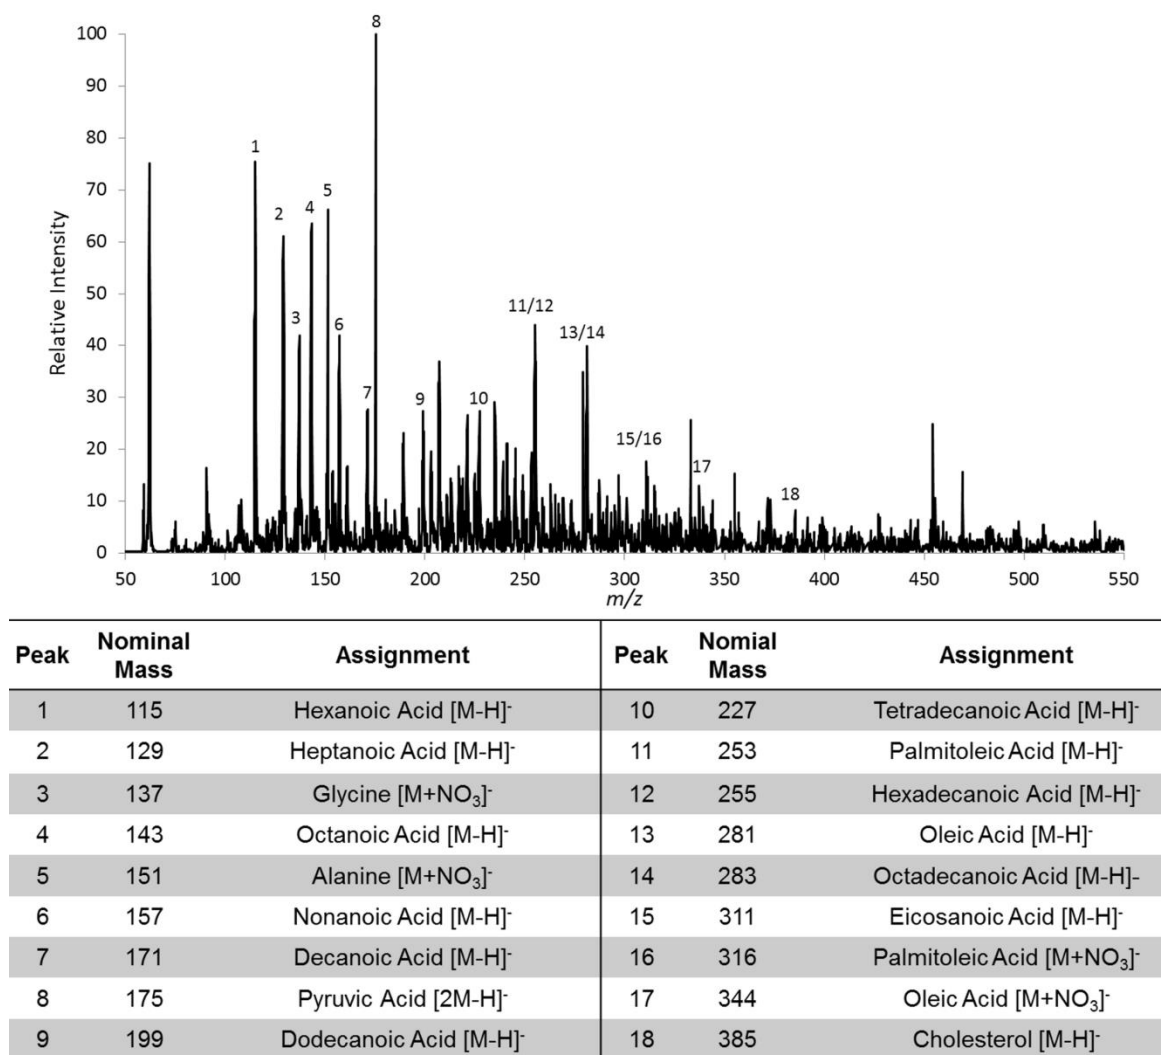 8
100
90
80
1
70
5
4
2
60
Relative Intensity
50
11/12
13/14
3
6
40
7
9
10
30
15/16
20
17
18
10
0
50 100 150 200 250 300 350 400 450 500 550
m/z
Peak Nominal Mass Assignment Peak Nomial Mass Assignment
1 115 Hexanoic Acid [M-H]⁻ 10 227 Tetradecanoic Acid [M-H]⁻
2 129 Heptanoic Acid [M-H]⁻ 11 253 Palmitoleic Acid [M-H]⁻
3 137 Glycine [M+NO₃]⁻ 12 255 Hexadecanoic Acid [M-H]⁻
4 143 Octanoic Acid [M-H]⁻ 13 281 Oleic Acid [M-H]⁻
5 151 Alanine [M+NO₃]⁻ 14 283 Octadecanoic Acid [M-H]-
6 157 Nonanoic Acid [M-H]⁻ 15 311 Eicosanoic Acid [M-H]⁻
7 171 Decanoic Acid [M-H]⁻ 16 316 Palmitoleic Acid [M+NO₃]⁻
8 175 Pyruvic Acid [2M-H]⁻ 17 344 Oleic Acid [M+NO₃]⁻
9 199 Dodecanoic Acid [M-H]⁻ 18 385 Cholesterol [M-H]⁻